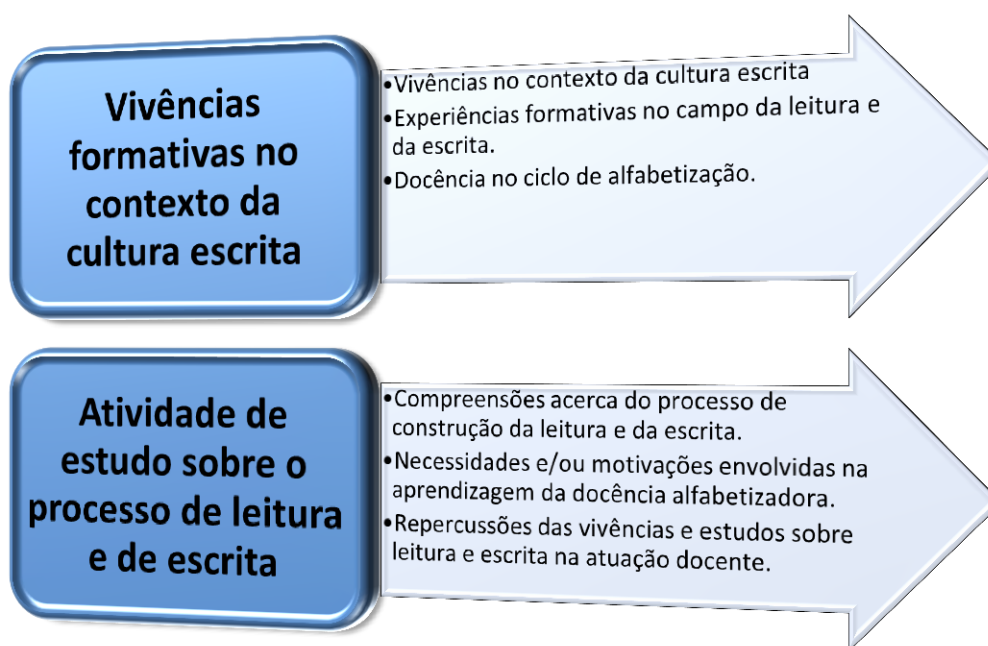 Vivências
formativas no
contexto da
cultura escrita
•Vivências no contexto da cultura escrita
•Experiências formativas no campo da leitura e
da escrita.
•Docência no ciclo de alfabetização.
Atividade de
estudo sobre o
processo de leitura
e de escrita
•Compreensões acerca do processo de
construção da leitura e da escrita.
•Necessidades e/ou motivações envolvidas na
aprendizagem da docência alfabetizadora.
•Repercussões das vivências e estudos sobre
leitura e escrita na atuação docente.